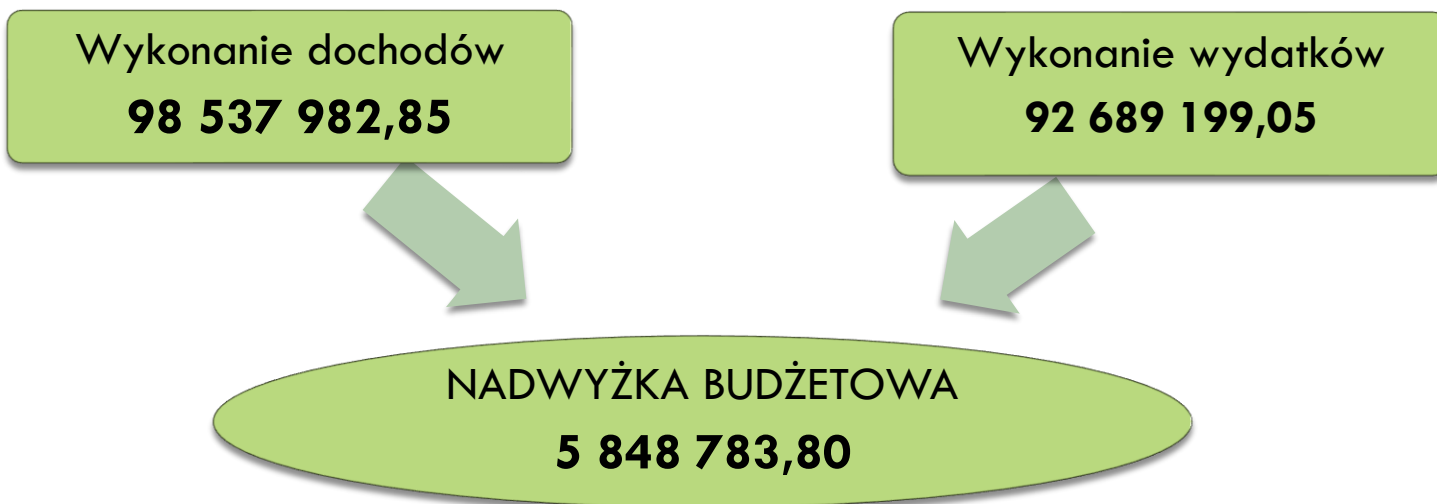 Wykonanie dochodów
98 537 982,85
Wykonanie wydatków
92 689 199,05
NADWYŻKA BUDŻETOWA
5 848 783,80